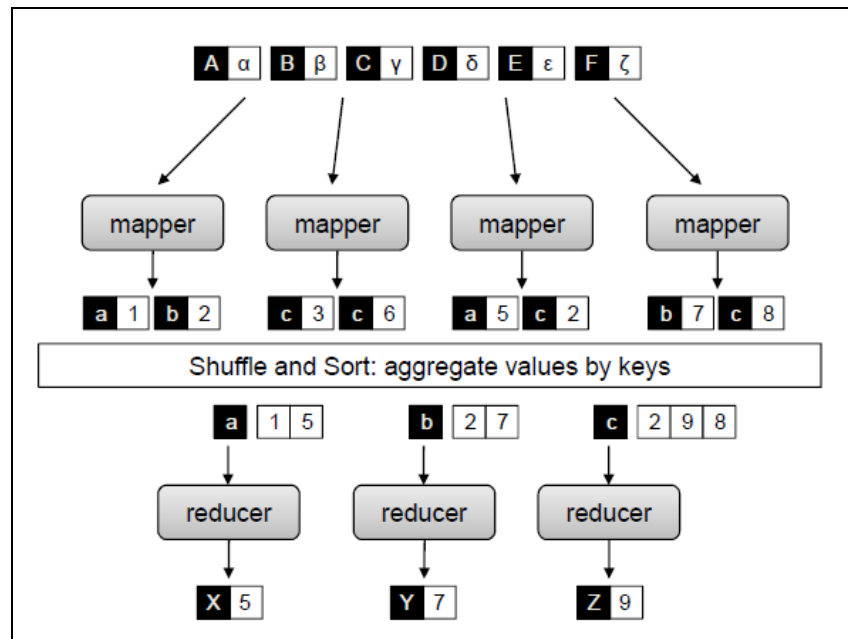 A α B β C γ D δ E ε F ζ
mapper mapper mapper mapper
a 1 b 2 c 3 c 6 a 5 c 2 b 7 c 8
Shuffle and Sort: aggregate values by keys
a 1 5 b 2 7 c 2 9 8
reducer reducer reducer
X 5 Y 7 Z 9